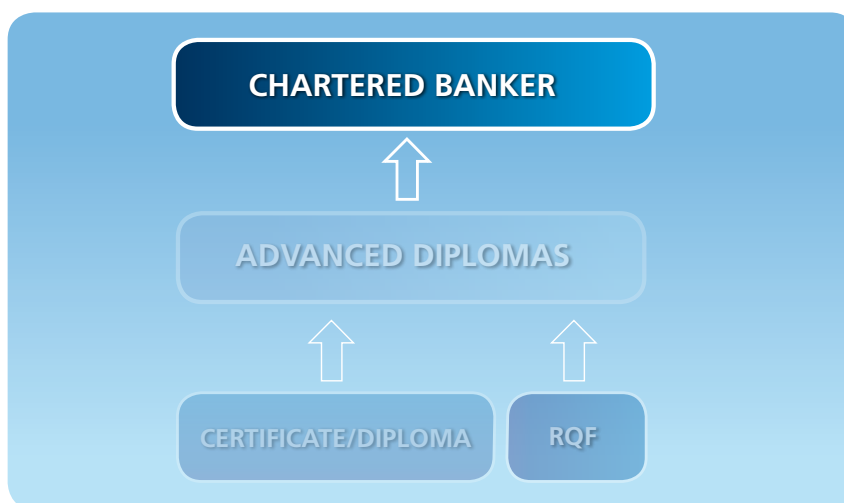 CHARTERED BANKER
ADVANCED DIPLOMAS
CERTIFICATE/DIPLOMA
RQF